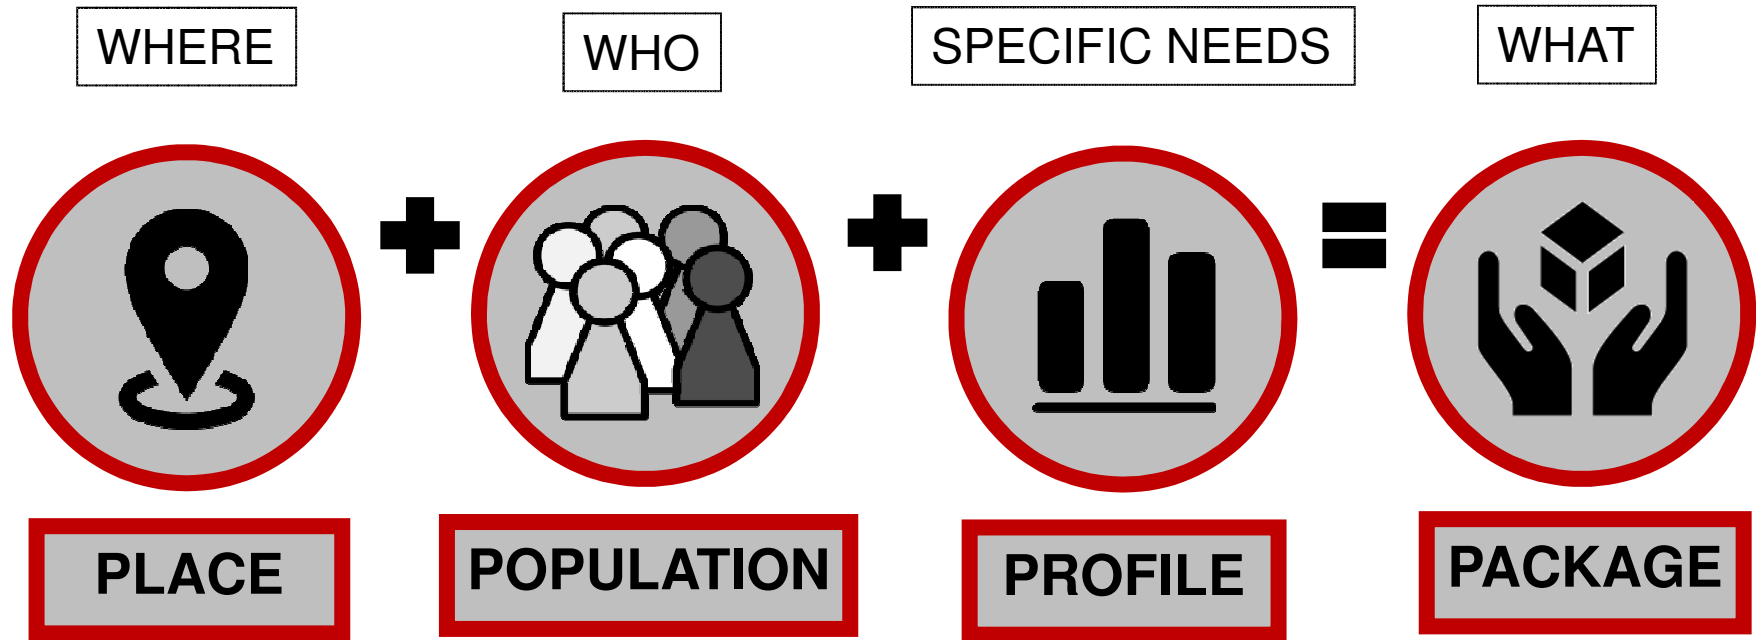 WHERE
WHO
SPECIFIC NEEDS
WHAT
PLACE
POPULATION
PROFILE
PACKAGE